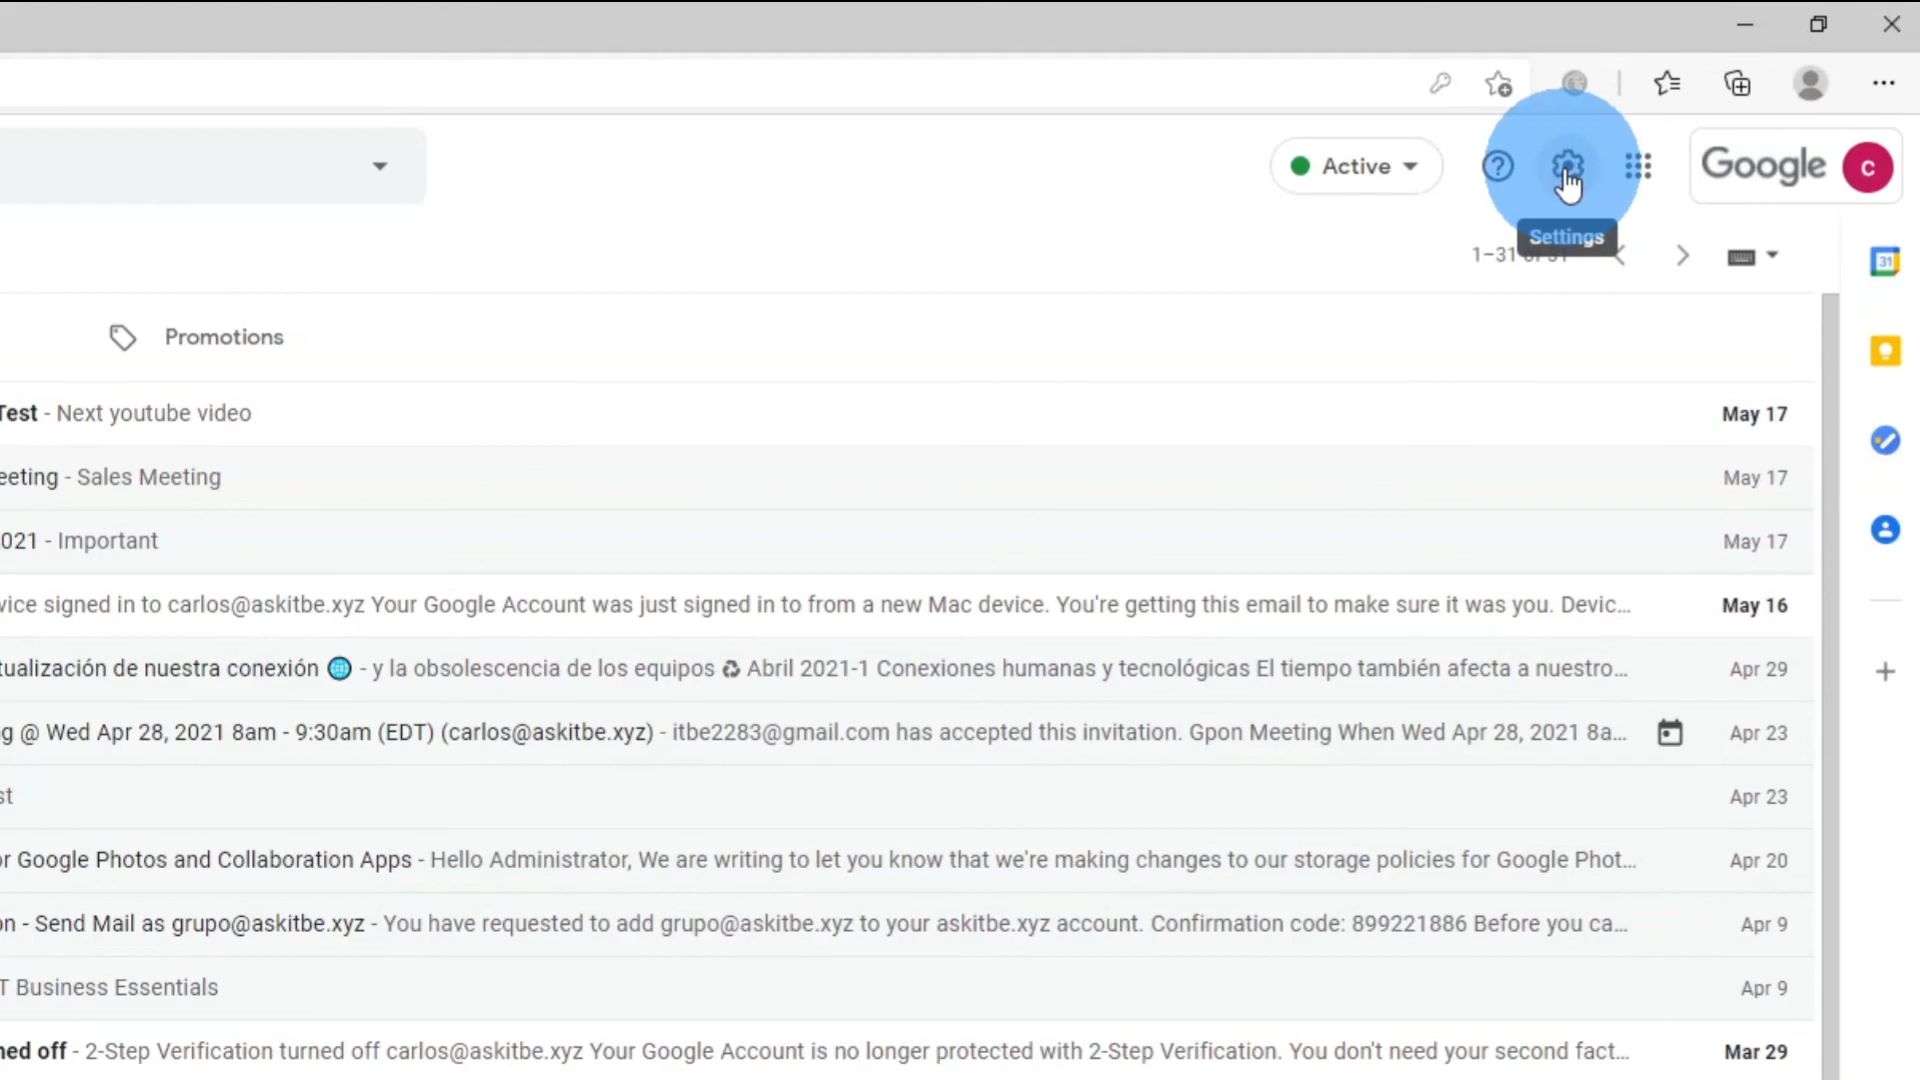 Active
Google
C
Settings
1–31 of 31
31
Promotions
Test - Next youtube video May 17
eeting - Sales Meeting May 17
021 - Important May 17
vice signed in to carlos@askitbe.xyz Your Google Account was just signed in to from a new Mac device. You're getting this email to make sure it was you. Devic... May 16
tualización de nuestra conexión 🌐 - y la obsolescencia de los equipos ♻ Abril 2021-1 Conexiones humanas y tecnológicas El tiempo también afecta a nuestro... Apr 29
g @ Wed Apr 28, 2021 8am - 9:30am (EDT) (carlos@askitbe.xyz) - itbe2283@gmail.com has accepted this invitation. Gpon Meeting When Wed Apr 28, 2021 8a... Apr 23
st Apr 23
or Google Photos and Collaboration Apps - Hello Administrator, We are writing to let you know that we're making changes to our storage policies for Google Phot... Apr 20
on - Send Mail as grupo@askitbe.xyz - You have requested to add grupo@askitbe.xyz to your askitbe.xyz account. Confirmation code: 899221886 Before you ca... Apr 9
T Business Essentials Apr 9
ned off - 2-Step Verification turned off carlos@askitbe.xyz Your Google Account is no longer protected with 2-Step Verification. You don't need your second fact... Mar 29